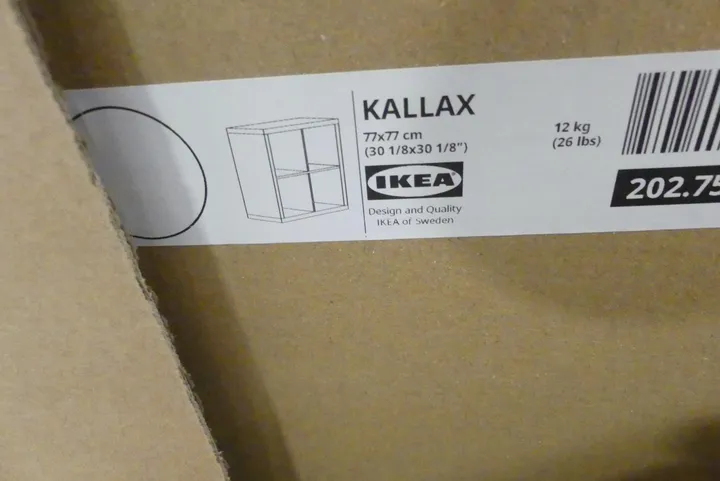 KALLAX
77x77 cm
(30 1/8x30 1/8")
IKEA
Design and Quality
IKEA of Sweden
12 kg
(26 lbs)
202.75